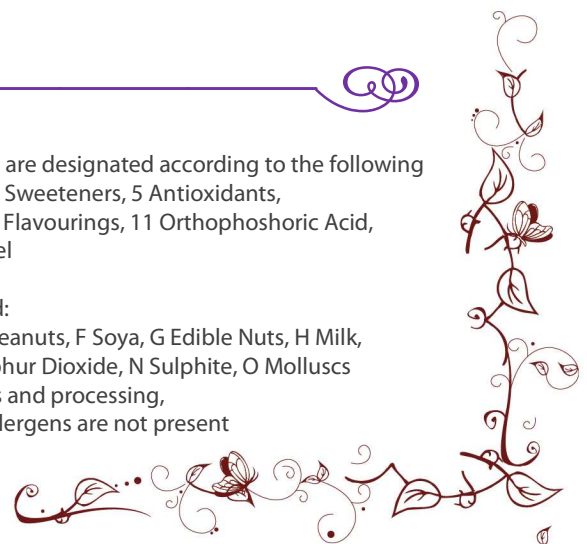 are designated according to the following
Sweeteners, 5 Antioxidants,
Flavourings, 11 Orthophoshoric Acid,
el
d:
eanuts, F Soya, G Edible Nuts, H Milk,
phur Dioxide, N Sulphite, O Molluscs
s and processing,
lergens are not present